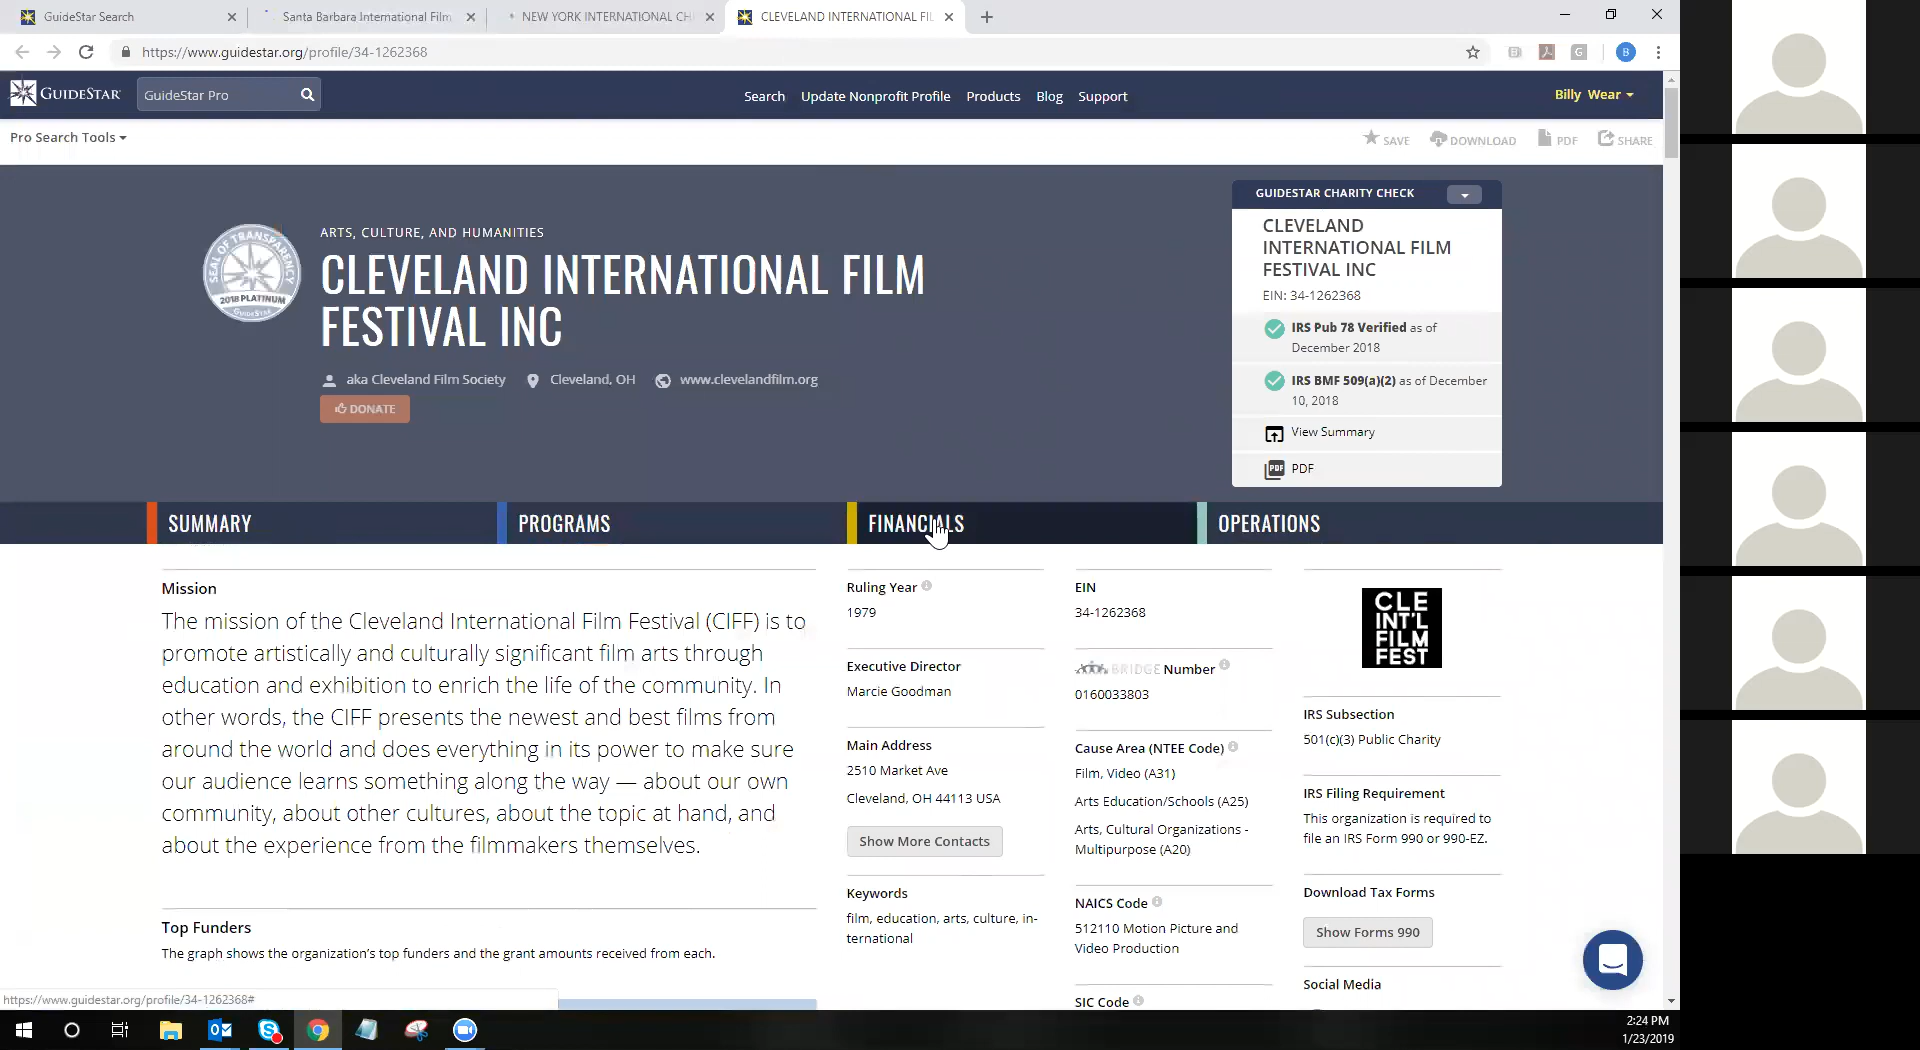 GuideStar Search
Santa Barbara International Film
NEW YORK INTERNATIONAL CH
CLEVELAND INTERNATIONAL FIL
https://www.guidestar.org/profile/34-1262368
GUIDESTAR
GuideStar Pro
Search
Update Nonprofit Profile
Products
Blog
Support
Billy Wear
Pro Search Tools
SAVE
DOWNLOAD
PDF
SHARE
SEAL OF TRANSPARENCY
2018 PLATINUM
GuideStar
ARTS, CULTURE, AND HUMANITIES
CLEVELAND INTERNATIONAL FILM
FESTIVAL INC
aka Cleveland Film Society
Cleveland, OH
www.clevelandfilm.org
DONATE
GUIDESTAR CHARITY CHECK
CLEVELAND
INTERNATIONAL FILM
FESTIVAL INC
EIN: 34-1262368
IRS Pub 78 Verified as of
December 2018
IRS BMF 509(a)(2) as of December
10, 2018
View Summary
PDF
PDF
SUMMARY
PROGRAMS
FINANCIALS
OPERATIONS
Mission
The mission of the Cleveland International Film Festival (CIFF) is to
promote artistically and culturally significant film arts through
education and exhibition to enrich the life of the community. In
other words, the CIFF presents the newest and best films from
around the world and does everything in its power to make sure
our audience learns something along the way — about our own
community, about other cultures, about the topic at hand, and
about the experience from the filmmakers themselves.
Top Funders
The graph shows the organization's top funders and the grant amounts received from each.
Ruling Year
1979
Executive Director
Marcie Goodman
Main Address
2510 Market Ave
Cleveland, OH 44113 USA
Show More Contacts
Keywords
film, education, arts, culture, in-
ternational
EIN
34-1262368
BRIDGE Number
0160033803
Cause Area (NTEE Code)
Film, Video (A31)
Arts Education/Schools (A25)
Arts, Cultural Organizations -
Multipurpose (A20)
NAICS Code
512110 Motion Picture and
Video Production
SIC Code
CLE
INT'L
FILM
FEST
IRS Subsection
501(c)(3) Public Charity
IRS Filing Requirement
This organization is required to
file an IRS Form 990 or 990-EZ.
Download Tax Forms
Show Forms 990
Social Media
https://www.guidestar.org/profile/34-1262368#
2:24 PM
1/23/2019